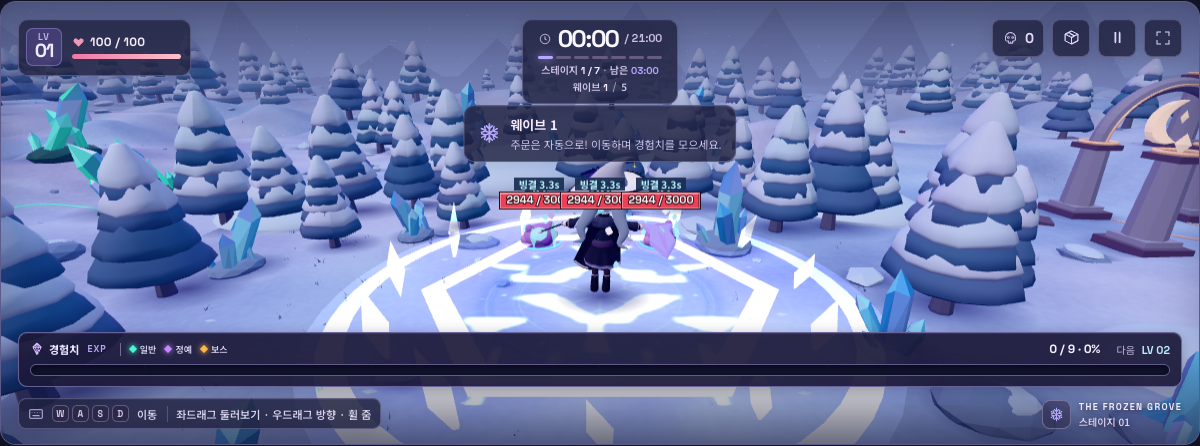 LV
01
100 / 100
00:00 / 21:00
스테이지 1 / 7 · 남은 03:00
웨이브 1 / 5
0
웨이브 1
주문은 자동으로! 이동하며 경험치를 모으세요.
빙결 3.3s 빙결 3.3s 빙결 3.3s
2944 / 300 2944 / 300 2944 / 3000
경험치 EXP 일반 정예 보스
0 / 9 · 0% 다음 LV 02
W A S D 이동 좌드래그 둘러보기 · 우드래그 방향 · 휠 줌
THE FROZEN GROVE
스테이지 01